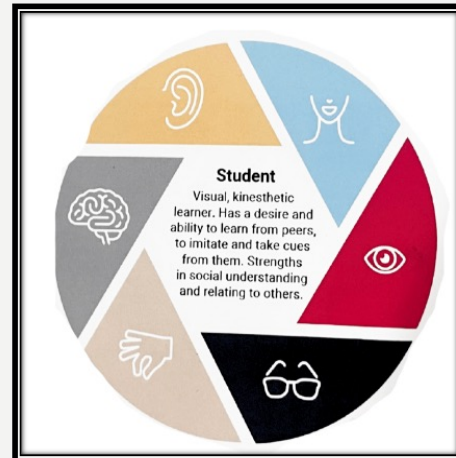 Student
Visual, kinesthetic
learner. Has a desire and
ability to learn from peers,
to imitate and take cues
from them. Strengths
in social understanding
and relating to others.